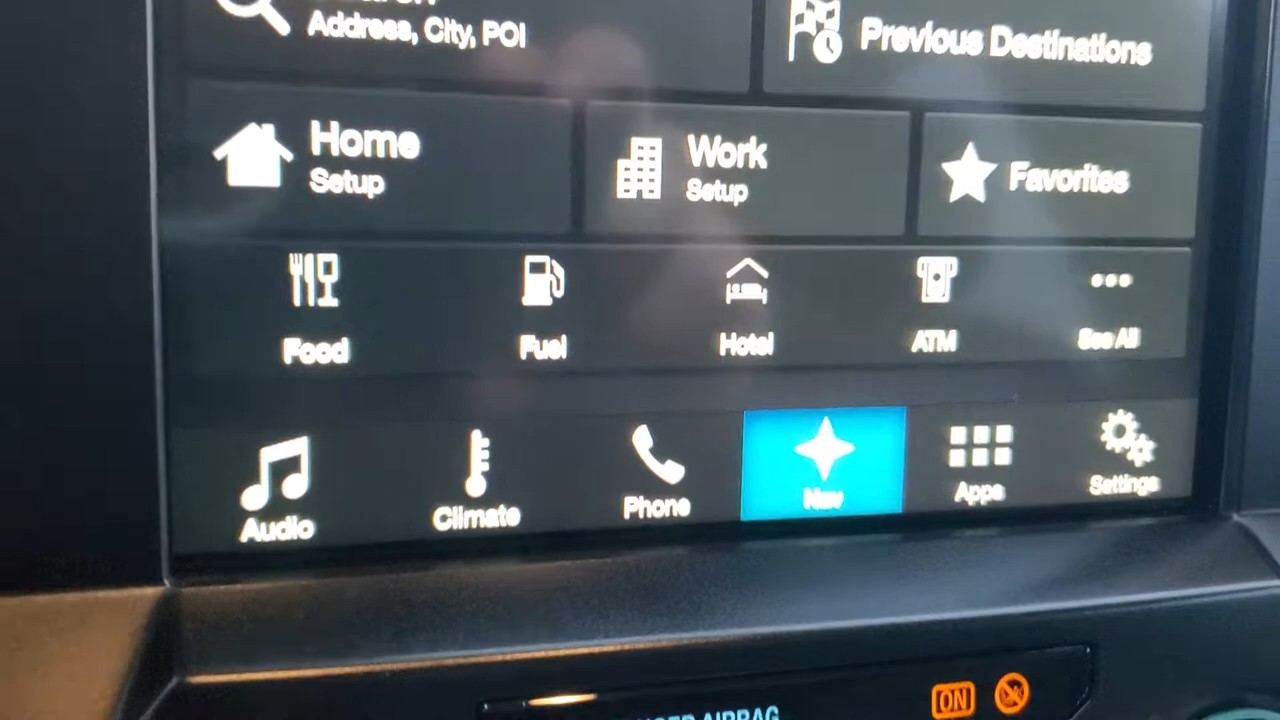 Address, City, POI
Previous Destinations
Home
Setup
Work
Setup
Favorites
Food
Fuel
Hotel
ATM
See All
Audio
Climate
Phone
Nav
Apps
Settings
AIRBAG
ON